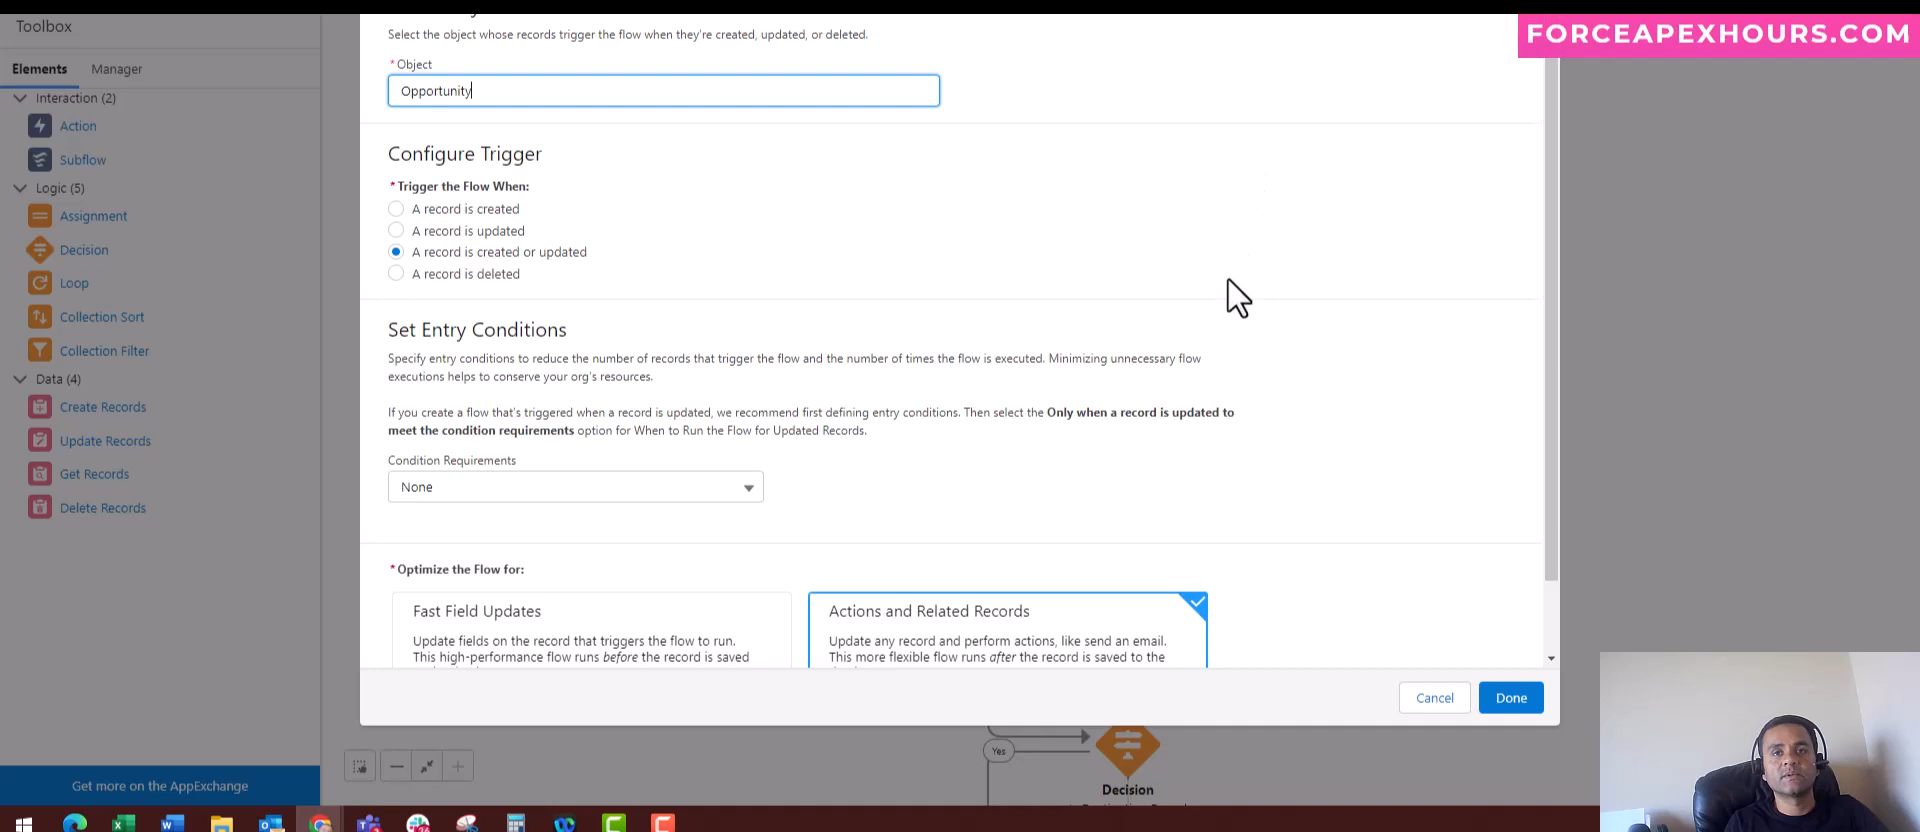 FORCEAPEXHOURS.COM
Toolbox
Elements
Manager
Interaction (2)
Action
Subflow
Logic (5)
Assignment
Decision
Loop
Collection Sort
Collection Filter
Data (4)
Create Records
Update Records
Get Records
Delete Records
Get more on the AppExchange
Select the object whose records trigger the flow when they're created, updated, or deleted.
*Object
Opportunity
Configure Trigger
*Trigger the Flow When:
A record is created
A record is updated
A record is created or updated
A record is deleted
Set Entry Conditions
Specify entry conditions to reduce the number of records that trigger the flow and the number of times the flow is executed. Minimizing unnecessary flow
executions helps to conserve your org's resources.
If you create a flow that's triggered when a record is updated, we recommend first defining entry conditions. Then select the Only when a record is updated to
meet the condition requirements option for When to Run the Flow for Updated Records.
Condition Requirements
None
*Optimize the Flow for:
Fast Field Updates
Update fields on the record that triggers the flow to run.
This high-performance flow runs before the record is saved
Actions and Related Records
Update any record and perform actions, like send an email.
This more flexible flow runs after the record is saved to the
Cancel
Done
Yes
Decision